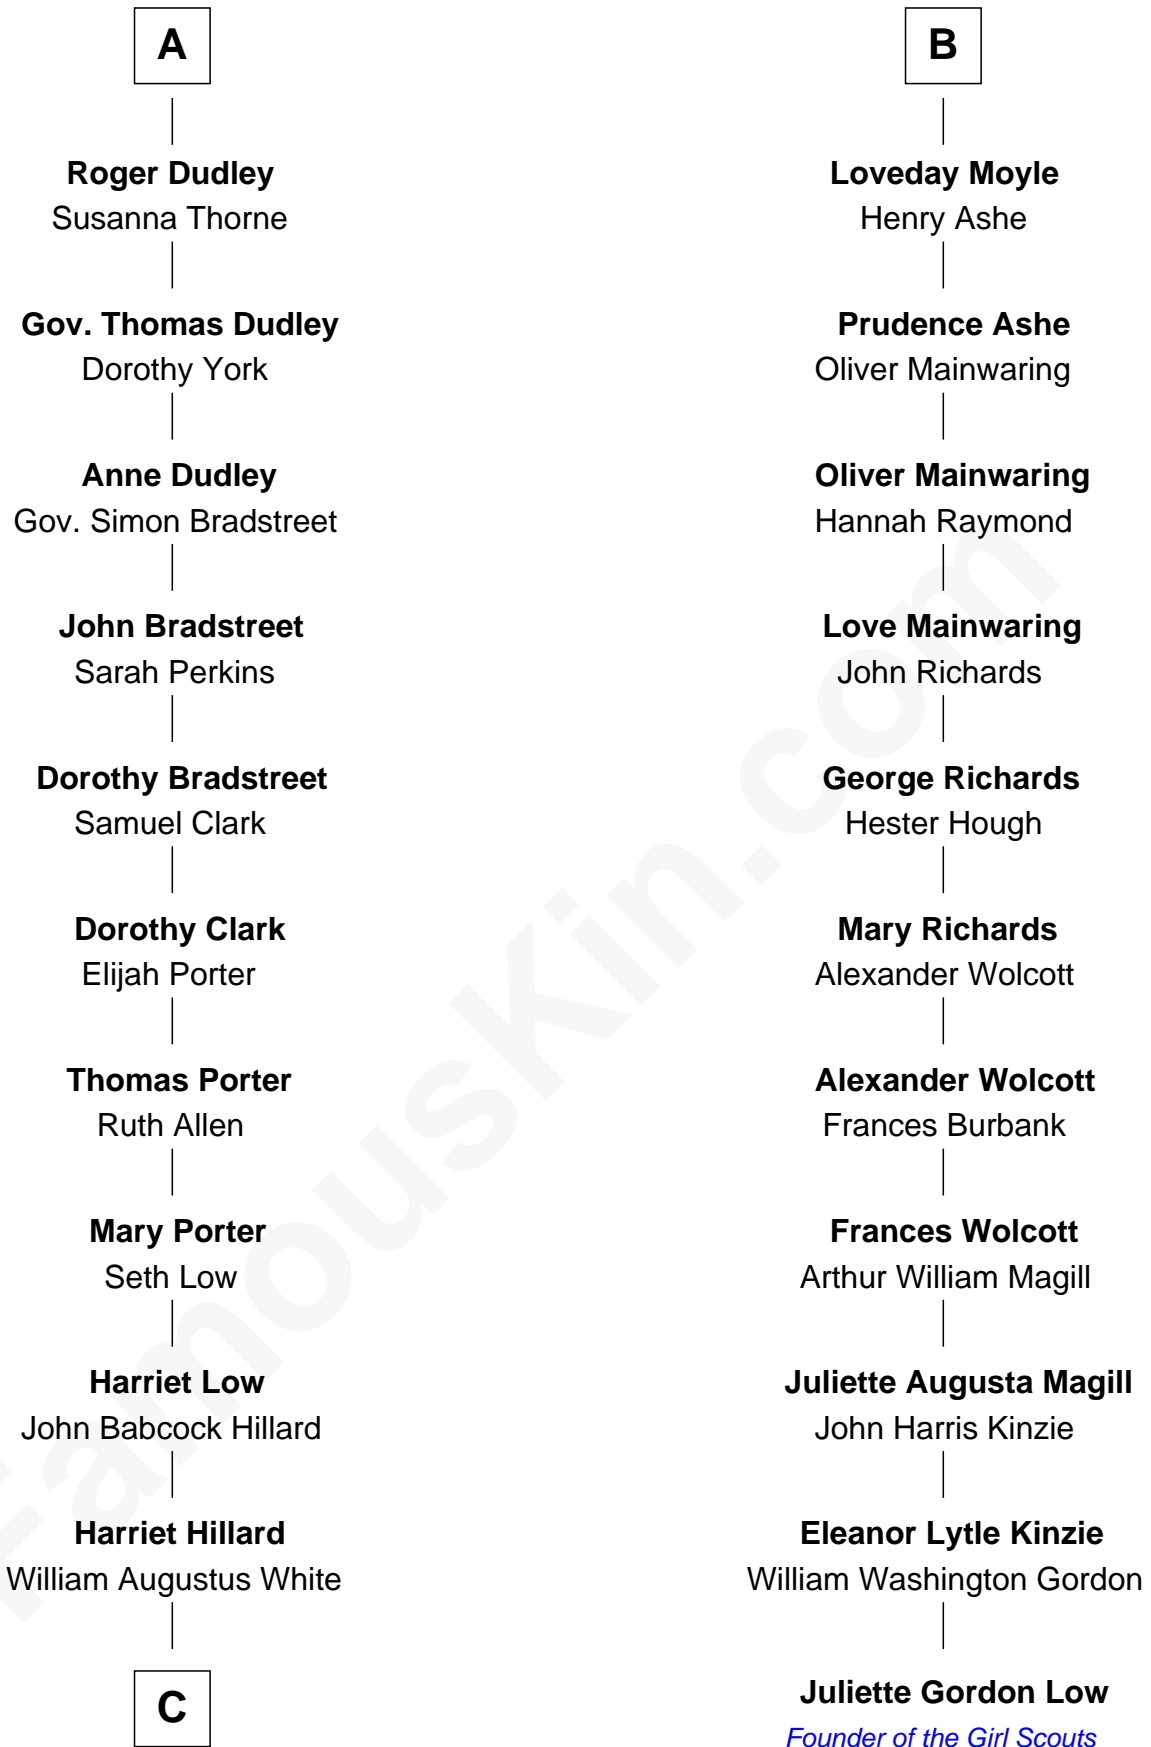 A
Roger Dudley
Susanna Thorne
Gov. Thomas Dudley
Dorothy York
Anne Dudley
Gov. Simon Bradstreet
John Bradstreet
Sarah Perkins
Dorothy Bradstreet
Samuel Clark
Dorothy Clark
Elijah Porter
Thomas Porter
Ruth Allen
Mary Porter
Seth Low
Harriet Low
John Babcock Hillard
Harriet Hillard
William Augustus White
C
B
Loveday Moyle
Henry Ashe
Prudence Ashe
Oliver Mainwaring
Oliver Mainwaring
Hannah Raymond
Love Mainwaring
John Richards
George Richards
Hester Hough
Mary Richards
Alexander Wolcott
Alexander Wolcott
Frances Burbank
Frances Wolcott
Arthur William Magill
Juliette Augusta Magill
John Harris Kinzie
Eleanor Lytle Kinzie
William Washington Gordon
Juliette Gordon Low
Founder of the Girl Scouts
FamousKin.com